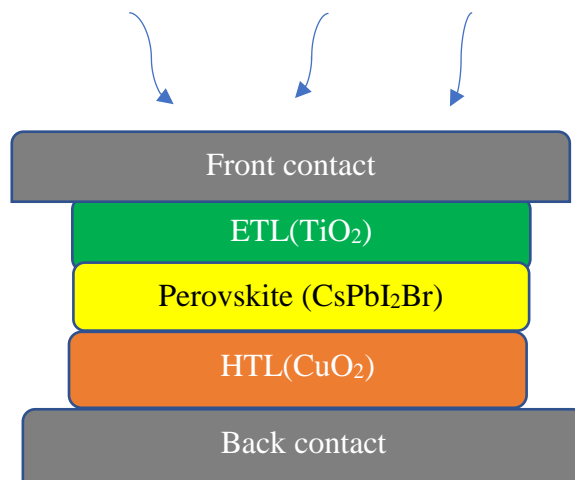 Front contact
ETL(TiO₂)
Perovskite (CsPbI₂Br)
HTL(CuO₂)
Back contact